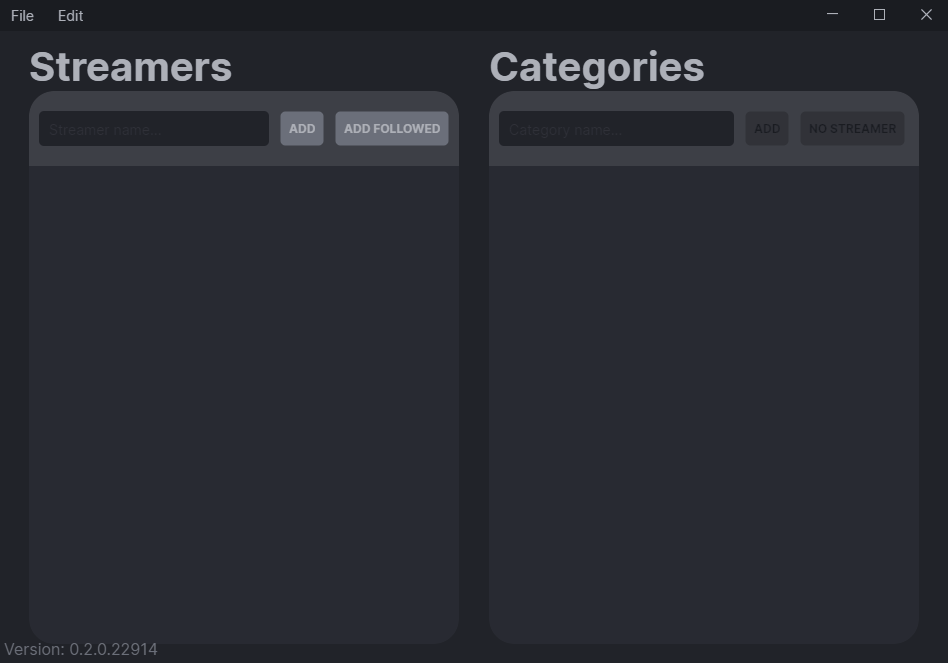 File Edit
Streamers
Streamer name...
ADD
ADD FOLLOWED
Categories
Category name...
ADD
NO STREAMER
Version: 0.2.0.22914